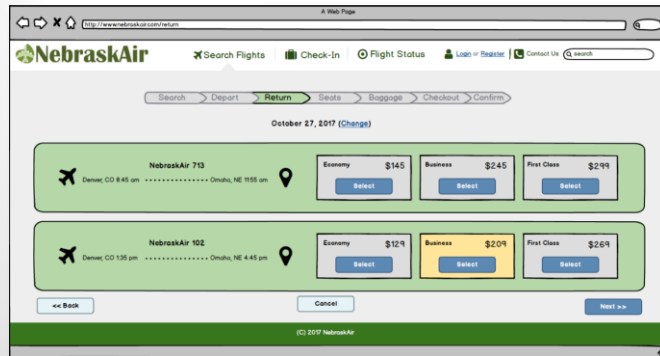 A Web Page
http://www.nebraskair.com/return
NebraskAir
Search Flights
Check-In
Flight Status
Login or Register
Contact Us
search
Search Depart Return Seats Baggage Checkout Confirm
October 27, 2017 (Change)
NebraskAir 713
Denver, CO 8:45 am Omaha, NE 11:55 am
Economy $145
Select
Business $245
Select
First Class $299
Select
NebraskAir 102
Denver, CO 1:35 pm Omaha, NE 4:45 pm
Economy $129
Select
Business $209
Select
First Class $269
Select
<< Back
Cancel
Next >>
(C) 2017 NebraskAir